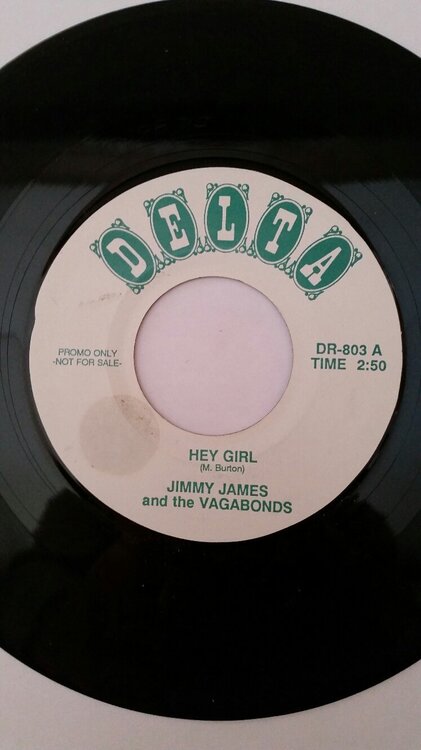 DELTA
PROMO ONLY
-NOT FOR SALE-
DR-803 A
TIME 2:50
HEY GIRL
(M. Burton)
JIMMY JAMES
and the VAGABONDS